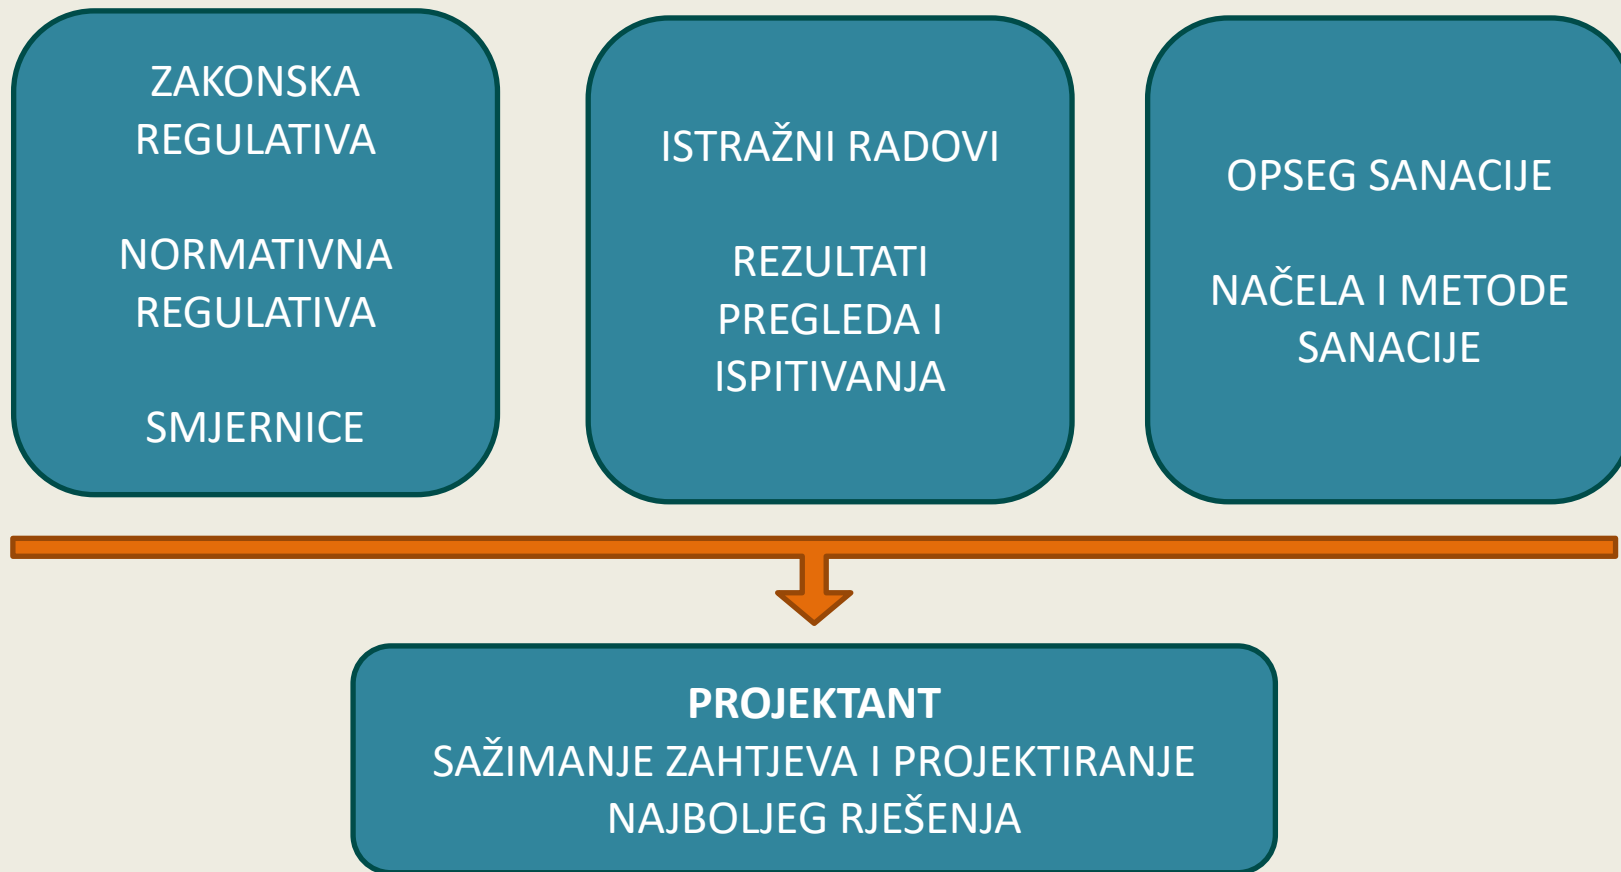 ZAKONSKA
REGULATIVA
NORMATIVNA
REGULATIVA
SMJERNICE
ISTRAŽNI RADOVI
REZULTATI
PREGLEDA I
ISPITIVANJA
OPSEG SANACIJE
NAČELA I METODE
SANACIJE
PROJEKTANT
SAŽIMANJE ZAHTJEVA I PROJEKTIRANJE
NAJBOLJEG RJEŠENJA